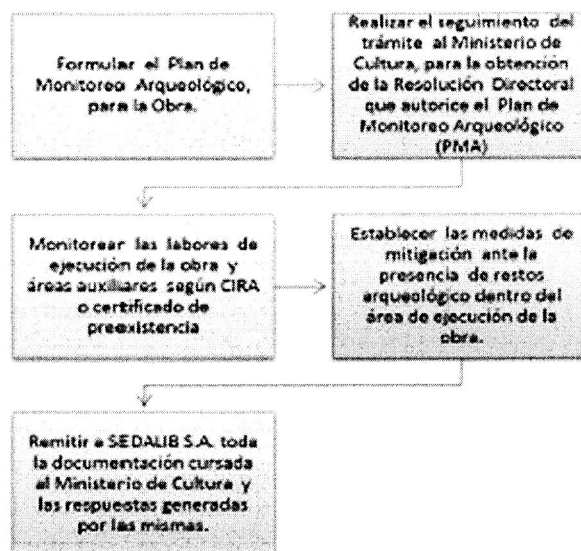 Formular el Plan de
Monitoreo Arqueológico,
para la Obra.
Realizar el seguimiento del
trámite al Ministerio de
Cultura, para la obtención
de la Resolución Directoral
que autorice el Plan de
Monitoreo Arqueológico
(PMA)
Monitorear las labores de
ejecución de la obra y
áreas auxiliares según CIRA
o certificado de
preexistencia
Establecer las medidas de
mitigación ante la
presencia de restos
arqueológico dentro del
área de ejecución de la
obra.
Remitir a SEDALIB S.A. toda
la documentación cursada
al Ministerio de Cultura y
las respuestas generadas
por las mismas.